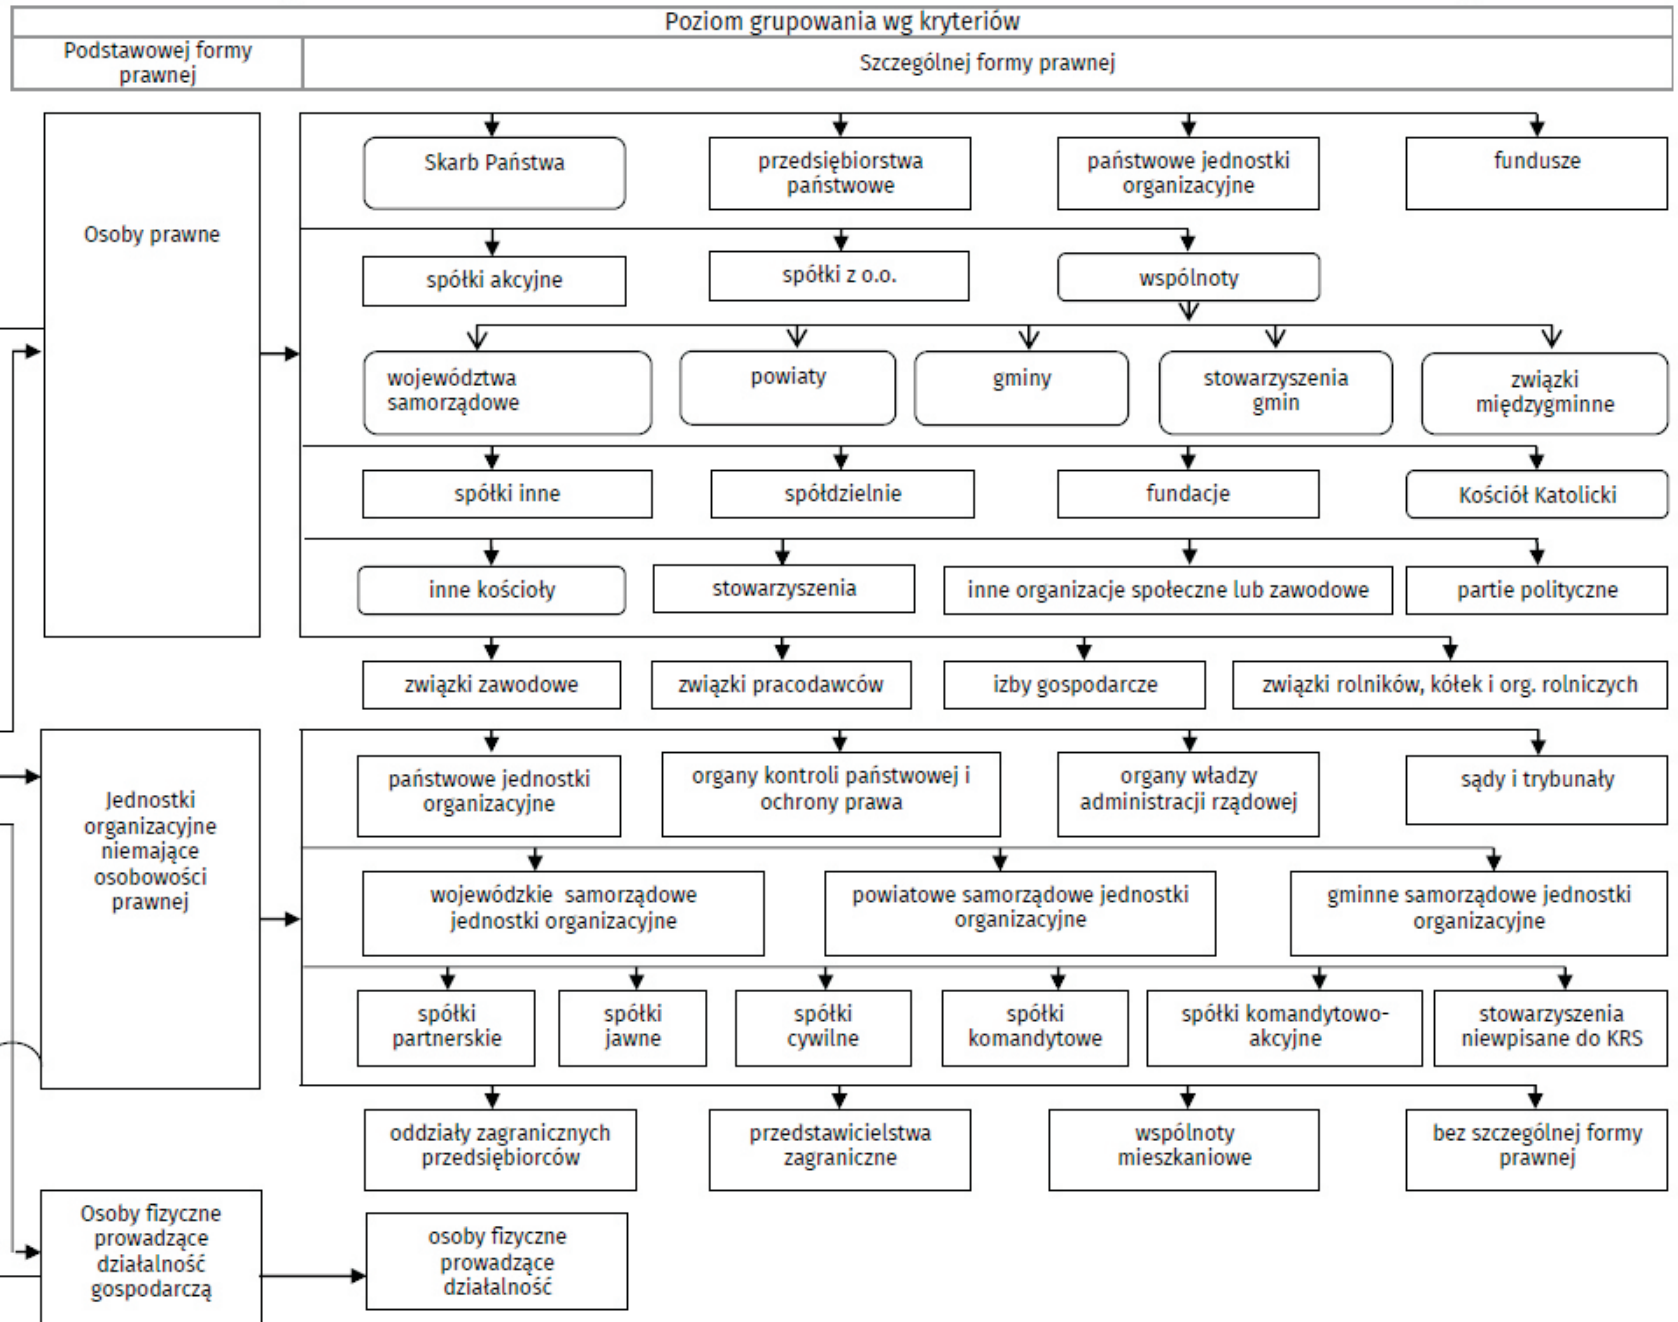 Poziom grupowania wg kryteriów
Podstawowej formy
prawnej
Szczególnej formy prawnej
Osoby prawne
Skarb Państwa
przedsiębiorstwa
państwowe
państwowe jednostki
organizacyjne
fundusze
spółki akcyjne
spółki z o.o.
wspólnoty
województwa
samorządowe
powiaty
gminy
stowarzyszenia
gmin
związki
międzygminne
spółki inne
spółdzielnie
fundacje
Kościół Katolicki
inne kościoły
stowarzyszenia
inne organizacje społeczne lub zawodowe
partie polityczne
związki zawodowe
związki pracodawców
izby gospodarcze
związki rolników, kółek i org. rolniczych
Jednostki
organizacyjne
niemające
osobowości
prawnej
państwowe jednostki
organizacyjne
organy kontroli państwowej i
ochrony prawa
organy władzy
administracji rządowej
sądy i trybunały
wojewódzkie samorządowe
jednostki organizacyjne
powiatowe samorządowe jednostki
organizacyjne
gminne samorządowe jednostki
organizacyjne
spółki
partnerskie
spółki
jawne
spółki
cywilne
spółki
komandytowe
spółki komandytowo-
akcyjne
stowarzyszenia
niewpisane do KRS
oddziały zagranicznych
przedsiębiorców
przedstawicielstwa
zagraniczne
wspólnoty
mieszkaniowe
bez szczególnej formy
prawnej
Osoby fizyczne
prowadzące
działalność
gospodarczą
osoby fizyczne
prowadzące
działalność